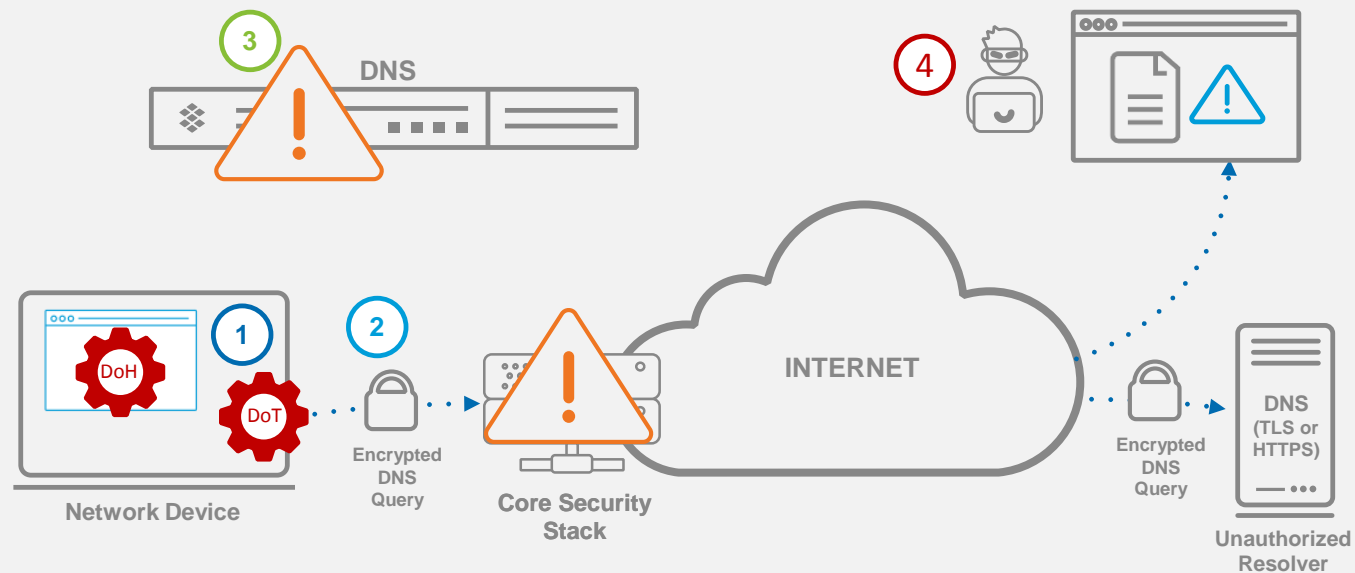 3
DNS
4
1
2
DoH
DoT
Encrypted
DNS
Query
Network Device
Core Security
Stack
INTERNET
Encrypted
DNS
Query
DNS
(TLS or
HTTPS)
Unauthorized
Resolver